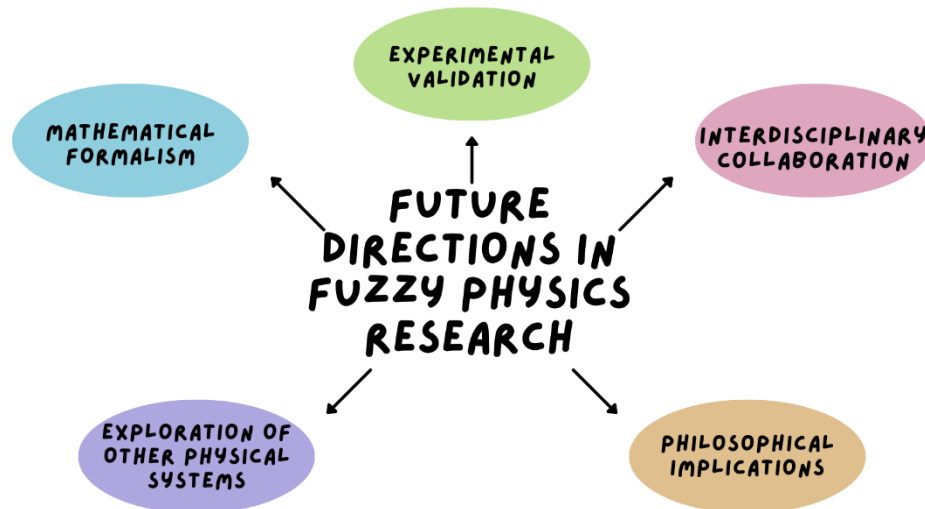 EXPERIMENTAL
VALIDATION
MATHEMATICAL
FORMALISM
INTERDISCIPLINARY
COLLABORATION
FUTURE
DIRECTIONS IN
FUZZY PHYSICS
RESEARCH
EXPLORATION OF
OTHER PHYSICAL
SYSTEMS
PHILOSOPHICAL
IMPLICATIONS